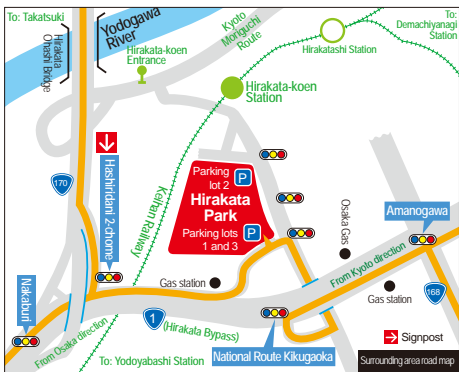 To: Takatsuki
Yodogawa
River
Hirakata
Ohashi Bridge
Hirakata-koen
Entrance
Kyoto
Moriguchi
Route
Hirakatashi Station
To:
Demachiyanagi
Station
Hirakata-koen
Station
170
Hashiridani 2-chome
Keihan Railway
Parking
lot 2
P
Hirakata
Park
Parking lots
1 and 3
P
Osaka Gas
Amanogawa
From Kyoto direction
Gas station
Gas station
168
Nakaburi
From Osaka direction
1
(Hirakata Bypass)
National Route Kikugaoka
To: Yodoyabashi Station
Signpost
Surrounding area road map